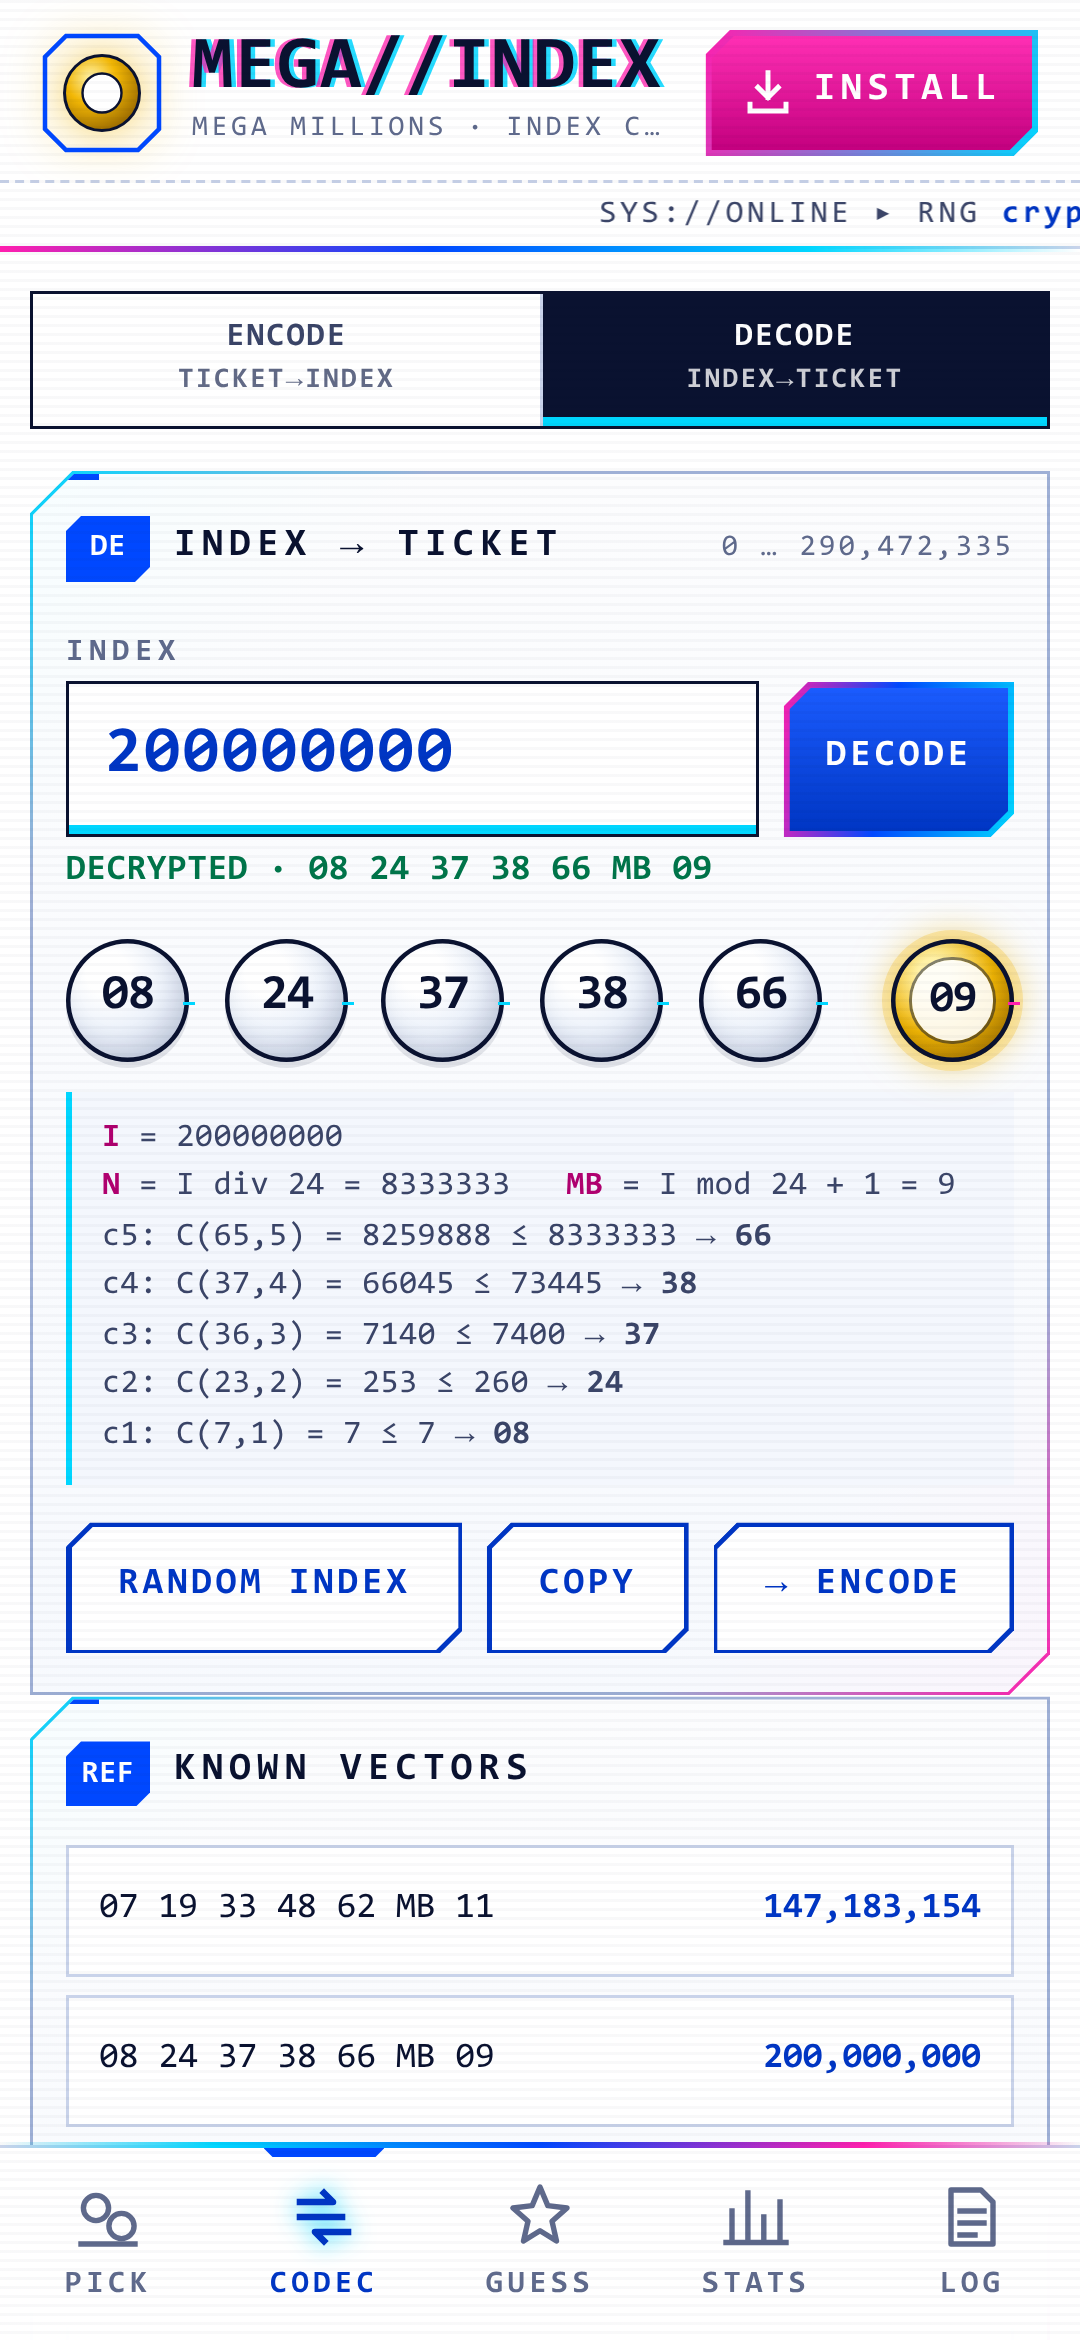 MEGA//INDEX
MEGA MILLIONS · INDEX C…
INSTALL
SYS://ONLINE ▸ RNG cryp
ENCODE
TICKET→INDEX
DECODE
INDEX→TICKET
DE
INDEX → TICKET
0 … 290,472,335
INDEX
200000000
DECODE
DECRYPTED · 08 24 37 38 66 MB 09
08 24 37 38 66 09
I = 200000000
N = I div 24 = 8333333 MB = I mod 24 + 1 = 9
c5: C(65,5) = 8259888 ≤ 8333333 → 66
c4: C(37,4) = 66045 ≤ 73445 → 38
c3: C(36,3) = 7140 ≤ 7400 → 37
c2: C(23,2) = 253 ≤ 260 → 24
c1: C(7,1) = 7 ≤ 7 → 08
RANDOM INDEX
COPY
→ ENCODE
REF
KNOWN VECTORS
07 19 33 48 62 MB 11 147,183,154
08 24 37 38 66 MB 09 200,000,000
PICK
CODEC
GUESS
STATS
LOG